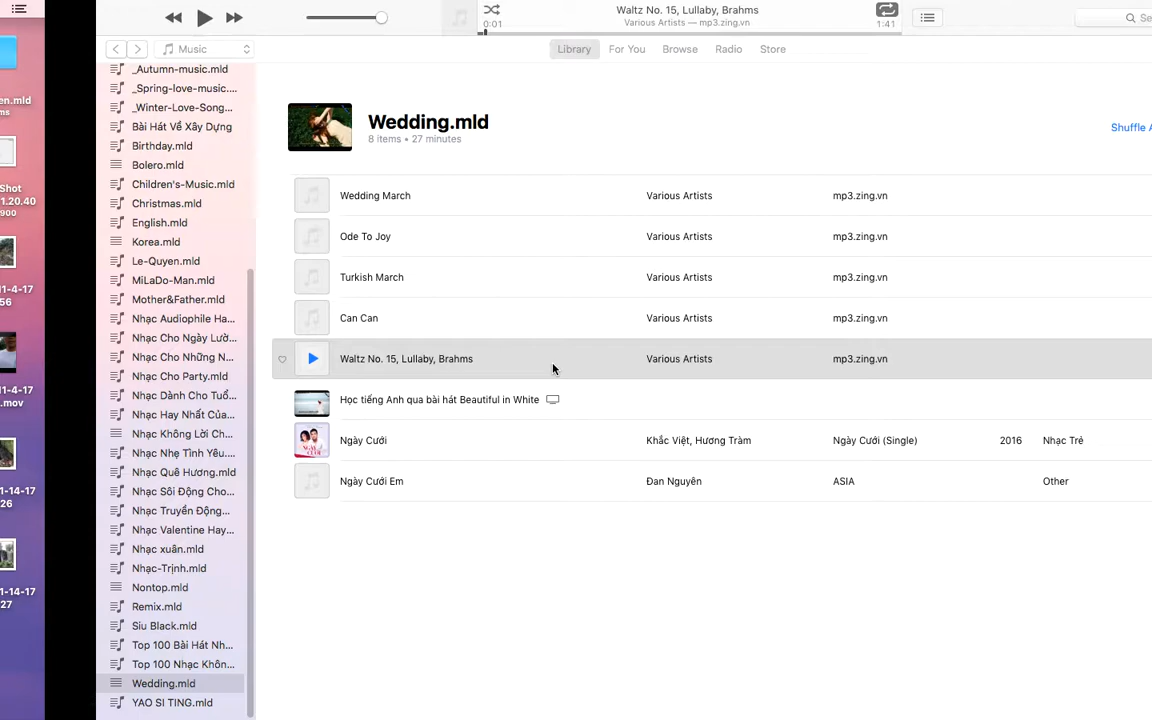 Waltz No. 15, Lullaby, Brahms
Various Artists — mp3.zing.vn
0:01
1:41
Music
Library
For You
Browse
Radio
Store
en.mld
ms
Shot
1.20.40
900
11-4-17
56
11-4-17
.mov
1-14-17
26
1-14-17
27
_Autumn-music.mld
_Spring-love-music....
_Winter-Love-Song...
Bài Hát Về Xây Dựng
Birthday.mld
Bolero.mld
Children's-Music.mld
Christmas.mld
English.mld
Korea.mld
Le-Quyen.mld
MiLaDo-Man.mld
Mother&Father.mld
Nhạc Audiophile Ha...
Nhạc Cho Ngày Lườ...
Nhạc Cho Những N...
Nhạc Cho Party.mld
Nhạc Dành Cho Tuổ...
Nhạc Hay Nhất Của...
Nhạc Không Lời Ch...
Nhạc Nhẹ Tình Yêu....
Nhạc Quê Hương.mld
Nhạc Sôi Động Cho...
Nhạc Truyền Động...
Nhạc Valentine Hay...
Nhạc xuân.mld
Nhạc-Trịnh.mld
Nontop.mld
Remix.mld
Siu Black.mld
Top 100 Bài Hát Nh...
Top 100 Nhạc Khôn...
Wedding.mld
YAO SI TING.mld
Wedding.mld
8 items • 27 minutes
Shuffle A
Wedding March Various Artists mp3.zing.vn
Ode To Joy Various Artists mp3.zing.vn
Turkish March Various Artists mp3.zing.vn
Can Can Various Artists mp3.zing.vn
Waltz No. 15, Lullaby, Brahms Various Artists mp3.zing.vn
Học tiếng Anh qua bài hát Beautiful in White
Ngày Cưới Khắc Việt, Hương Tràm Ngày Cưới (Single) 2016 Nhạc Trẻ
Ngày Cưới Em Đan Nguyên ASIA Other